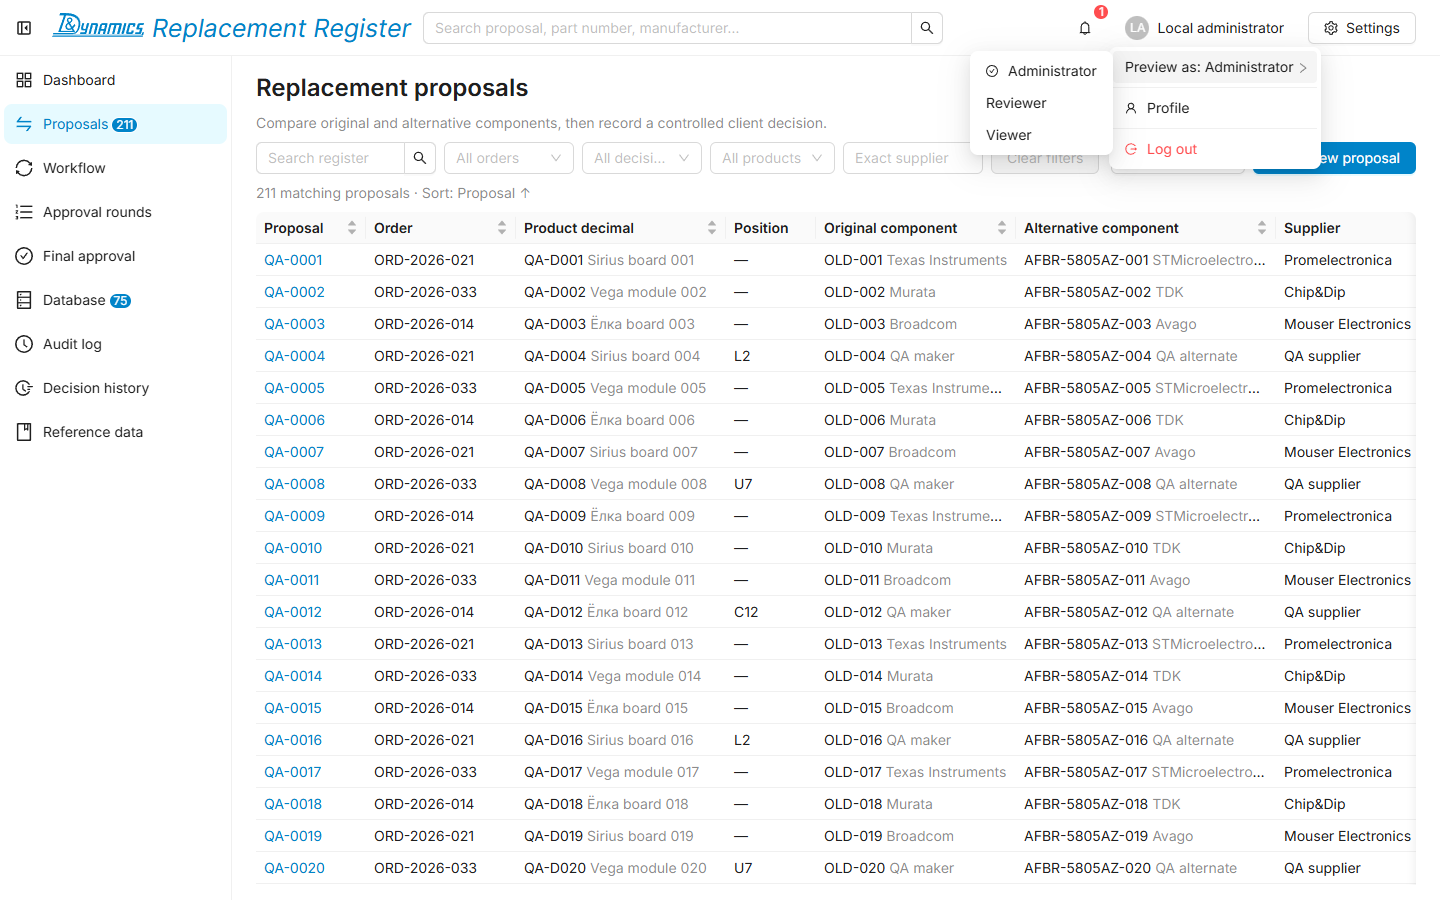 Dynamics Replacement Register
Search proposal, part number, manufacturer...
1
LA Local administrator
Settings
Preview as: Administrator
Profile
Log out
Administrator
Reviewer
Viewer
Dashboard
Proposals 211
Workflow
Approval rounds
Final approval
Database 75
Audit log
Decision history
Reference data
Replacement proposals
Compare original and alternative components, then record a controlled client decision.
Search register
All orders
All decisi...
All products
Exact supplier
Clear filters
ew proposal
211 matching proposals · Sort: Proposal ↑
Proposal Order Product decimal Position Original component Alternative component Supplier
QA-0001 ORD-2026-021 QA-D001 Sirius board 001 — OLD-001 Texas Instruments AFBR-5805AZ-001 STMicroelectro... Promelectronica
QA-0002 ORD-2026-033 QA-D002 Vega module 002 — OLD-002 Murata AFBR-5805AZ-002 TDK Chip&Dip
QA-0003 ORD-2026-014 QA-D003 Ёлка board 003 — OLD-003 Broadcom AFBR-5805AZ-003 Avago Mouser Electronics
QA-0004 ORD-2026-021 QA-D004 Sirius board 004 L2 OLD-004 QA maker AFBR-5805AZ-004 QA alternate QA supplier
QA-0005 ORD-2026-033 QA-D005 Vega module 005 — OLD-005 Texas Instrume... AFBR-5805AZ-005 STMicroelectr... Promelectronica
QA-0006 ORD-2026-014 QA-D006 Ёлка board 006 — OLD-006 Murata AFBR-5805AZ-006 TDK Chip&Dip
QA-0007 ORD-2026-021 QA-D007 Sirius board 007 — OLD-007 Broadcom AFBR-5805AZ-007 Avago Mouser Electronics
QA-0008 ORD-2026-033 QA-D008 Vega module 008 U7 OLD-008 QA maker AFBR-5805AZ-008 QA alternate QA supplier
QA-0009 ORD-2026-014 QA-D009 Ёлка board 009 — OLD-009 Texas Instrume... AFBR-5805AZ-009 STMicroelectr... Promelectronica
QA-0010 ORD-2026-021 QA-D010 Sirius board 010 — OLD-010 Murata AFBR-5805AZ-010 TDK Chip&Dip
QA-0011 ORD-2026-033 QA-D011 Vega module 011 — OLD-011 Broadcom AFBR-5805AZ-011 Avago Mouser Electronics
QA-0012 ORD-2026-014 QA-D012 Ёлка board 012 C12 OLD-012 QA maker AFBR-5805AZ-012 QA alternate QA supplier
QA-0013 ORD-2026-021 QA-D013 Sirius board 013 — OLD-013 Texas Instruments AFBR-5805AZ-013 STMicroelectro... Promelectronica
QA-0014 ORD-2026-033 QA-D014 Vega module 014 — OLD-014 Murata AFBR-5805AZ-014 TDK Chip&Dip
QA-0015 ORD-2026-014 QA-D015 Ёлка board 015 — OLD-015 Broadcom AFBR-5805AZ-015 Avago Mouser Electronics
QA-0016 ORD-2026-021 QA-D016 Sirius board 016 L2 OLD-016 QA maker AFBR-5805AZ-016 QA alternate QA supplier
QA-0017 ORD-2026-033 QA-D017 Vega module 017 — OLD-017 Texas Instruments AFBR-5805AZ-017 STMicroelectro... Promelectronica
QA-0018 ORD-2026-014 QA-D018 Ёлка board 018 — OLD-018 Murata AFBR-5805AZ-018 TDK Chip&Dip
QA-0019 ORD-2026-021 QA-D019 Sirius board 019 — OLD-019 Broadcom AFBR-5805AZ-019 Avago Mouser Electronics
QA-0020 ORD-2026-033 QA-D020 Vega module 020 U7 OLD-020 QA maker AFBR-5805AZ-020 QA alternate QA supplier